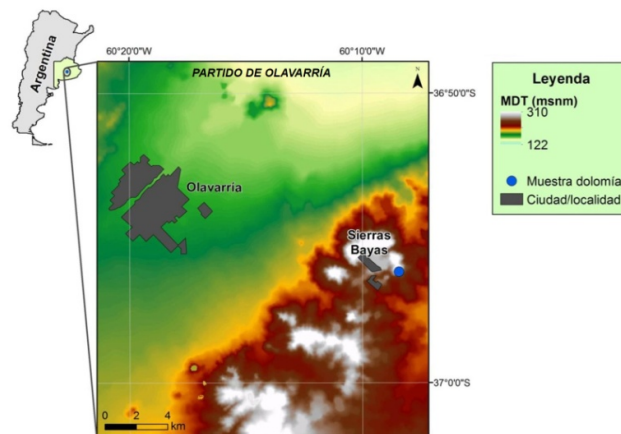 Argentina
60°20'0"W
60°10'0"W
PARTIDO DE OLAVARRÍA
N
36°50'0"S
Olavarria
Sierras
Bayas
37°0'0"S
0 2 4
km
Leyenda
MDT (msnm)
310
122
Muestra dolomía
Ciudad/localidad